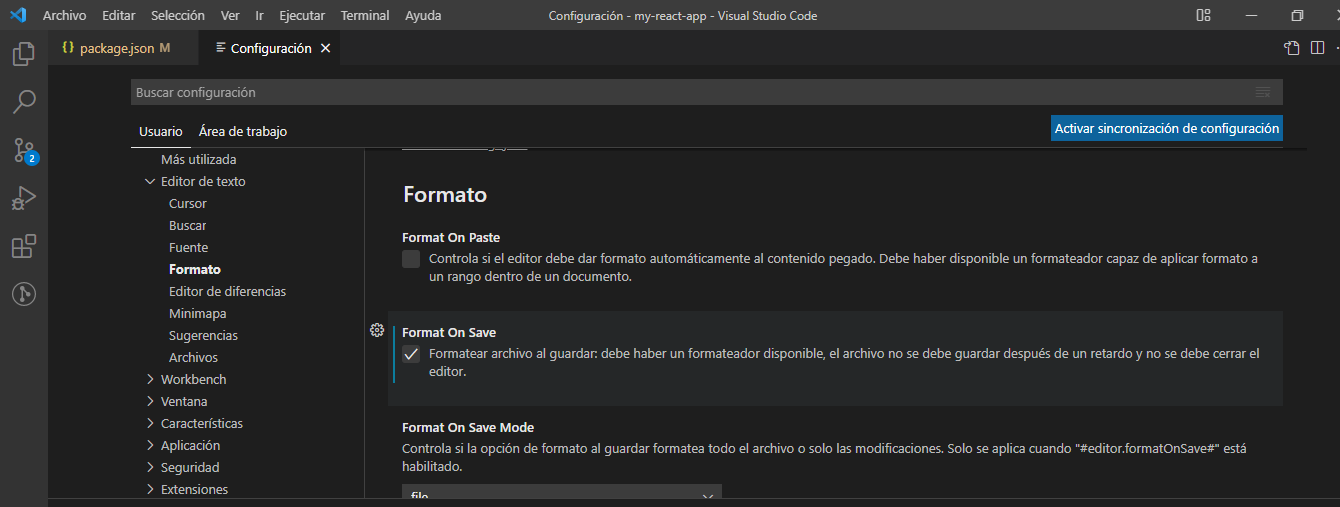 Archivo Editar Selección Ver Ir Ejecutar Terminal Ayuda Configuración - my-react-app - Visual Studio Code
{} package.json M Configuración
Buscar configuración
Usuario Área de trabajo Activar sincronización de configuración
Más utilizada
Editor de texto
Cursor
Buscar
Fuente
Formato
Editor de diferencias
Minimapa
Sugerencias
Archivos
Workbench
Ventana
Características
Aplicación
Seguridad
Extensiones
2
Formato
Format On Paste
Controla si el editor debe dar formato automáticamente al contenido pegado. Debe haber disponible un formateador capaz de aplicar formato a
un rango dentro de un documento.
Format On Save
Formatear archivo al guardar: debe haber un formateador disponible, el archivo no se debe guardar después de un retardo y no se debe cerrar el
editor.
Format On Save Mode
Controla si la opción de formato al guardar formatea todo el archivo o solo las modificaciones. Solo se aplica cuando "#editor.formatOnSave#" está
habilitado.
file